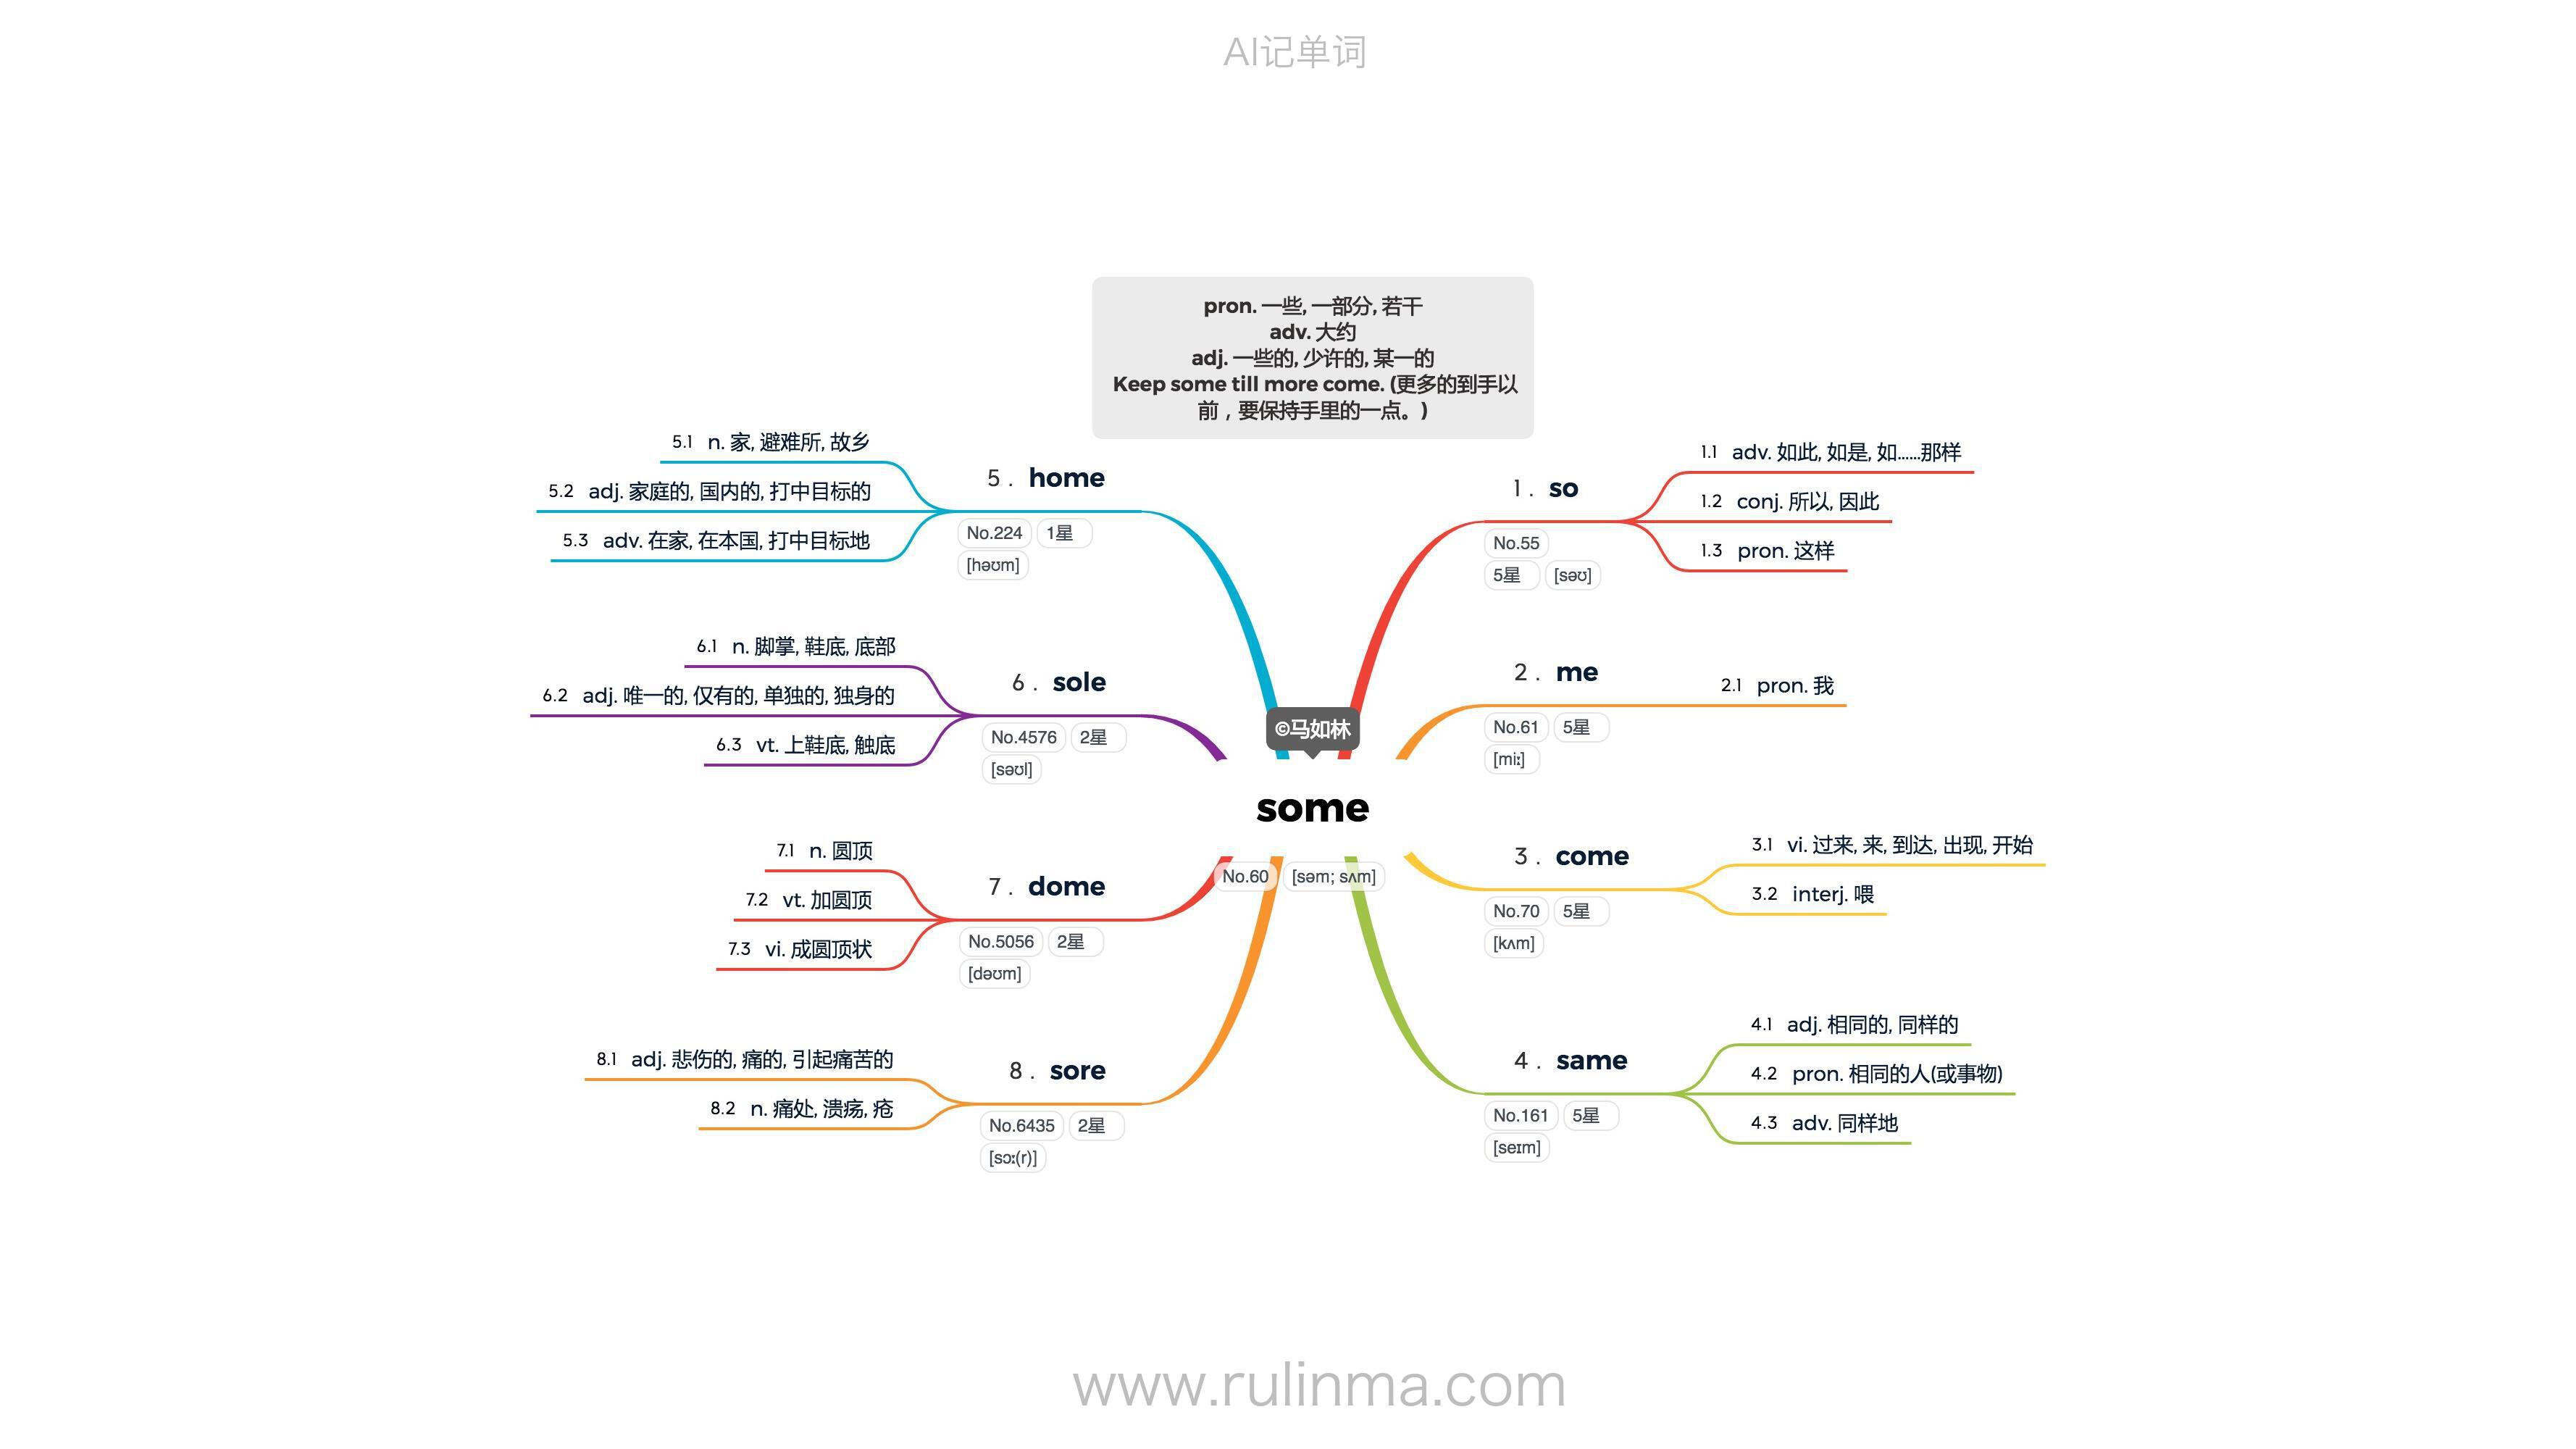 AI记单词
pron. 一些, 一部分, 若干
adv. 大约
adj. 一些的, 少许的, 某一的
Keep some till more come. (更多的到手以
前，要保持手里的一点。)
©马如林
some
No.60 [səm; sʌm]
1 . so
No.55
5星 [səʊ]
1.1 adv. 如此, 如是, 如……那样
1.2 conj. 所以, 因此
1.3 pron. 这样
2 . me
No.61 5星
[miː]
2.1 pron. 我
3 . come
No.70 5星
[kʌm]
3.1 vi. 过来, 来, 到达, 出现, 开始
3.2 interj. 喂
4 . same
No.161 5星
[seɪm]
4.1 adj. 相同的, 同样的
4.2 pron. 相同的人(或事物)
4.3 adv. 同样地
5 . home
No.224 1星
[həʊm]
5.1 n. 家, 避难所, 故乡
5.2 adj. 家庭的, 国内的, 打中目标的
5.3 adv. 在家, 在本国, 打中目标地
6 . sole
No.4576 2星
[səʊl]
6.1 n. 脚掌, 鞋底, 底部
6.2 adj. 唯一的, 仅有的, 单独的, 独身的
6.3 vt. 上鞋底, 触底
7 . dome
No.5056 2星
[dəʊm]
7.1 n. 圆顶
7.2 vt. 加圆顶
7.3 vi. 成圆顶状
8 . sore
No.6435 2星
[sɔː(r)]
8.1 adj. 悲伤的, 痛的, 引起痛苦的
8.2 n. 痛处, 溃疡, 疮
www.rulinma.com